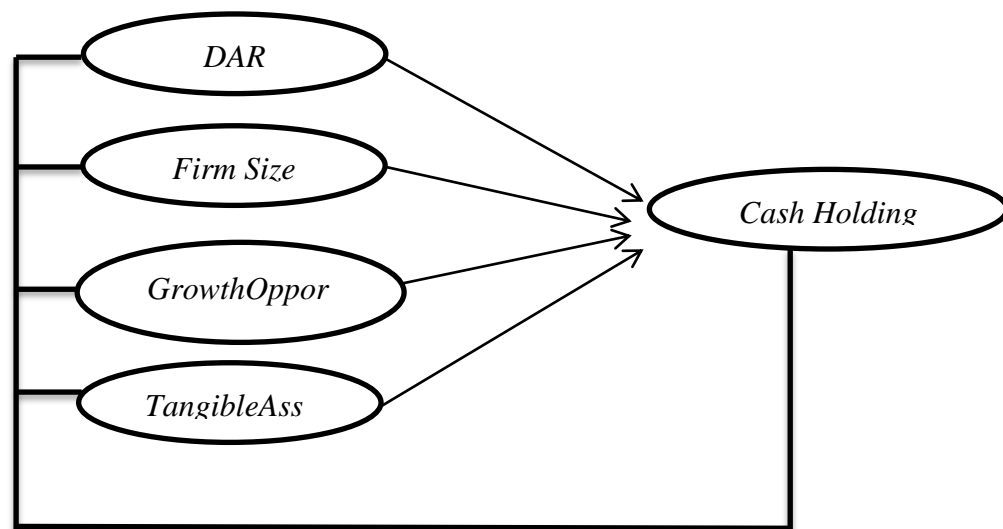 DAR
Firm Size
Cash Holding
GrowthOppor
TangibleAss